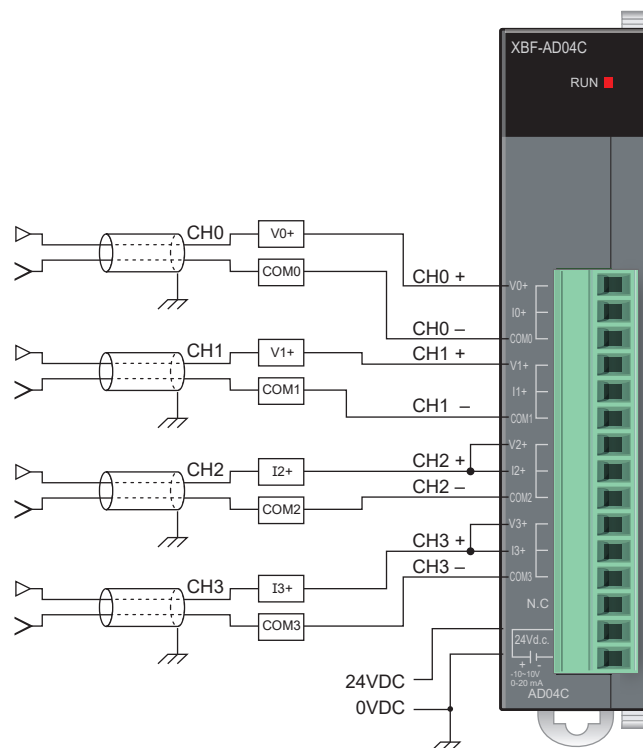 XBF-AD04C
RUN
CH0
V0+
COM0
CH0 +
V0+
I0+
CH0 –
COM0
CH1
V1+
COM1
CH1 +
V1+
I1+
CH1 –
COM1
V2+
CH2
I2+
COM2
CH2 +
I2+
CH2 –
COM2
V3+
CH3 +
I3+
CH3 –
COM3
CH3
I3+
COM3
N.C
24Vd.c.
+ -
-10~10V
0-20 mA
AD04C
24VDC
0VDC